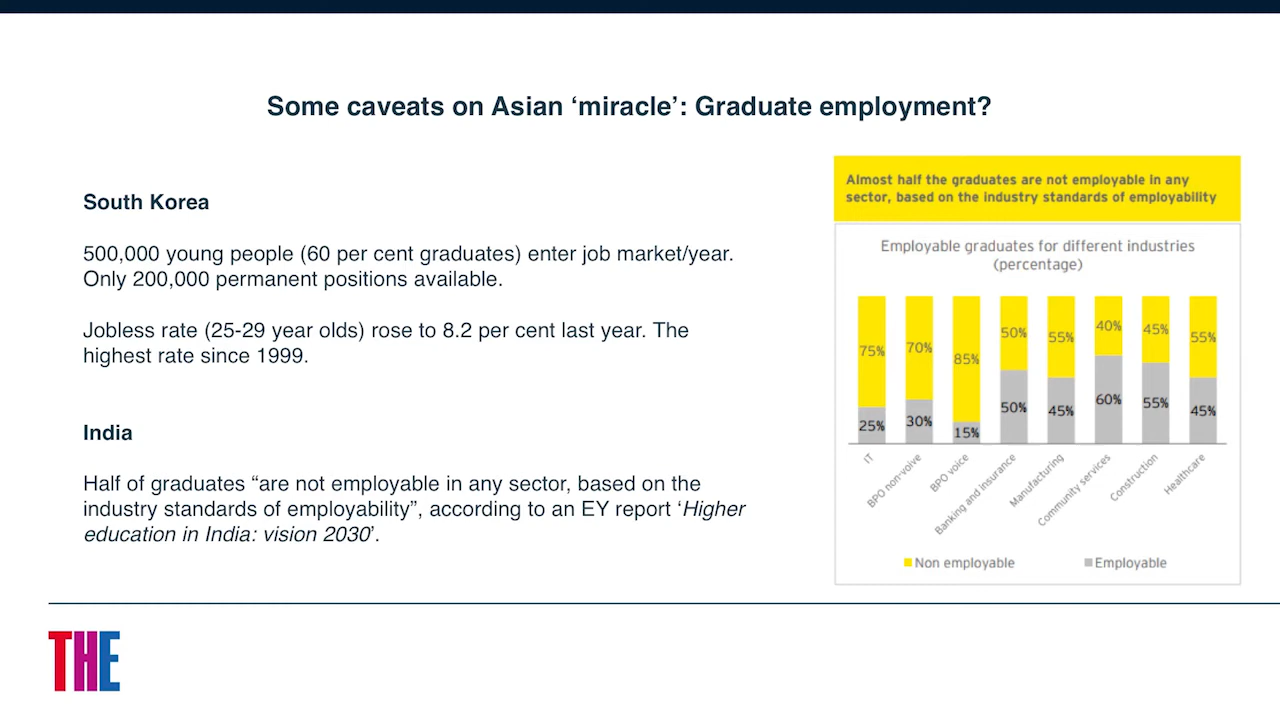 Some caveats on Asian ‘miracle’: Graduate employment?
South Korea
500,000 young people (60 per cent graduates) enter job market/year.
Only 200,000 permanent positions available.
Jobless rate (25-29 year olds) rose to 8.2 per cent last year. The
highest rate since 1999.
India
Half of graduates “are not employable in any sector, based on the
industry standards of employability”, according to an EY report ‘Higher
education in India: vision 2030’.
Almost half the graduates are not employable in any
sector, based on the industry standards of employability
Employable graduates for different industries
(percentage)
75% 70% 85% 50% 55% 40% 45% 55%
25% 30% 15% 50% 45% 60% 55% 45%
IT
BPO non-voive
BPO voice
Banking and Insurance
Manufacturing
Community services
Construction
Healthcare
Non employable
Employable
THE